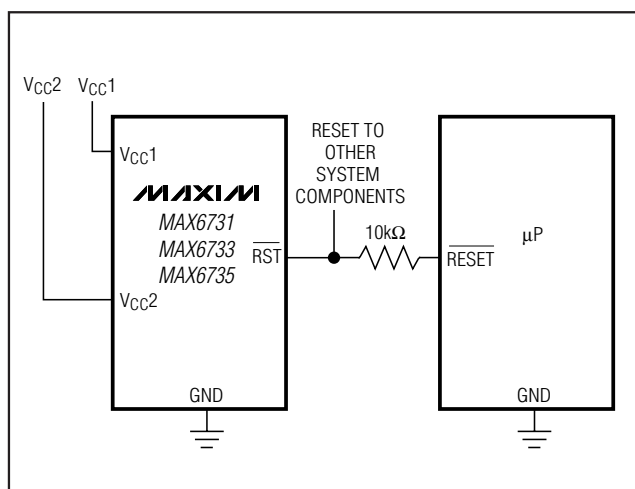 VCC2 VCC1
VCC1
MAXIM
MAX6731
MAX6733
MAX6735
RST
VCC2
GND
RESET TO
OTHER
SYSTEM
COMPONENTS
10kΩ
RESET
µP
GND